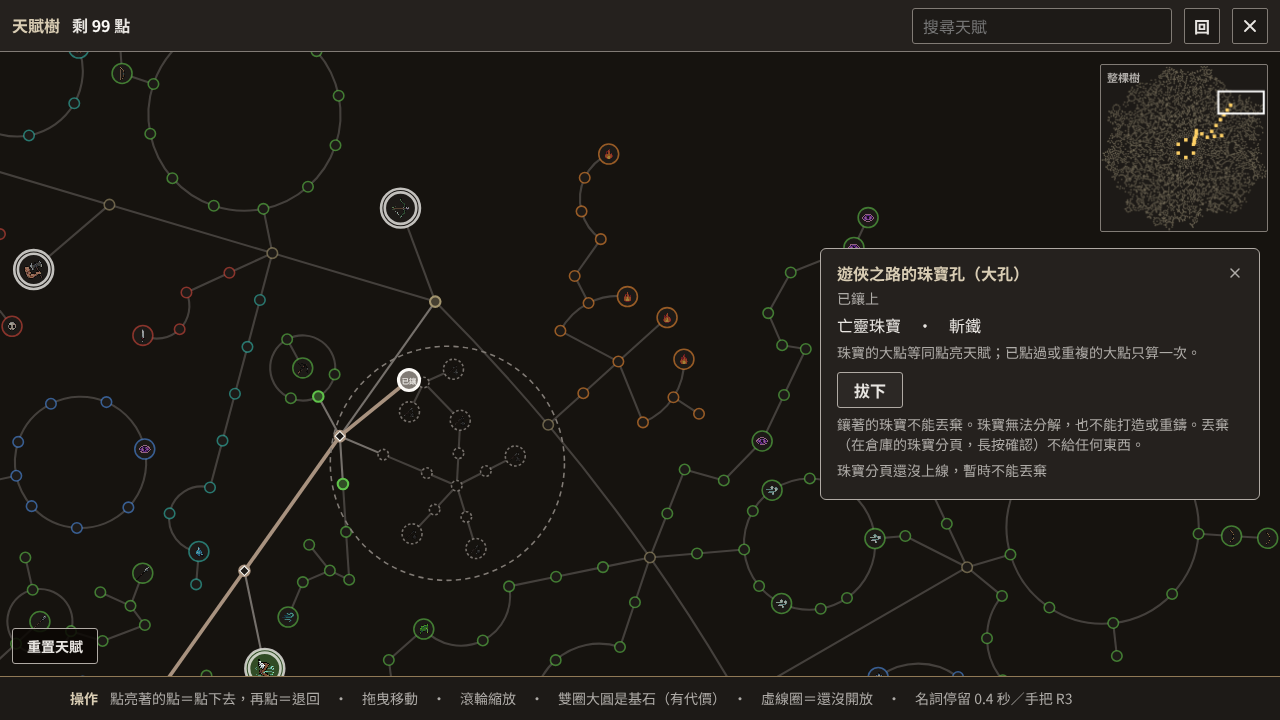 天賦樹 剩 99 點
搜尋天賦
回
整棵樹
遊俠之路的珠寶孔（大孔）
已鑲上
亡靈珠寶 • 斬鐵
珠寶的大點等同點亮天賦；已點過或重複的大點只算一次。
拔下
鑲著的珠寶不能丟棄。珠寶無法分解，也不能打造或重鑄。丟棄
（在倉庫的珠寶分頁，長按確認）不給任何東西。
珠寶分頁還沒上線，暫時不能丟棄
已鑲
重置天賦
操作 點亮著的點＝點下去，再點＝退回 • 拖曳移動 • 滾輪縮放 • 雙圈大圓是基石（有代價） • 虛線圈＝還沒開放 • 名詞停留 0.4 秒／手把 R3